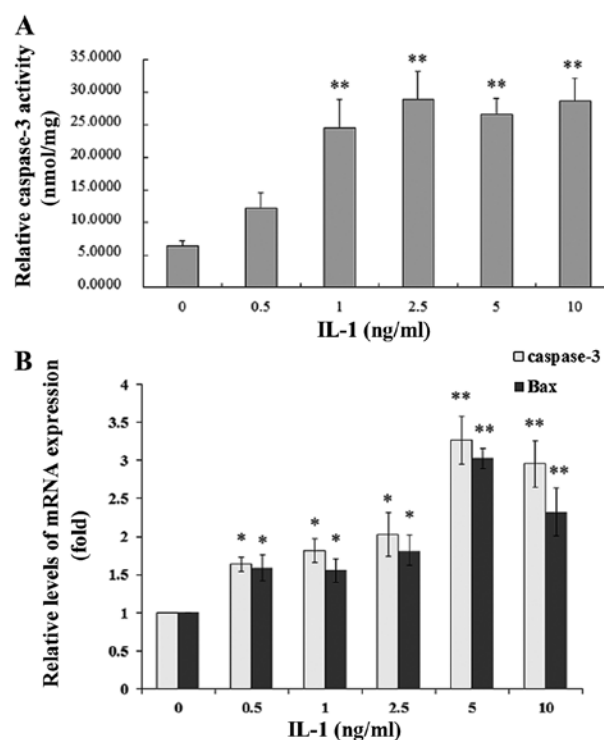 A
Relative caspase-3 activity
(nmol/mg)
35.0000
30.0000
25.0000
20.0000
15.0000
10.0000
5.0000
0.0000
** ** ** **
0 0.5 1 2.5 5 10
IL-1 (ng/ml)
B
caspase-3
Bax
Relative levels of mRNA expression
(fold)
4
3.5
3
2.5
2
1.5
1
0.5
0
* * * * * * ** ** ** **
0 0.5 1 2.5 5 10
IL-1 (ng/ml)